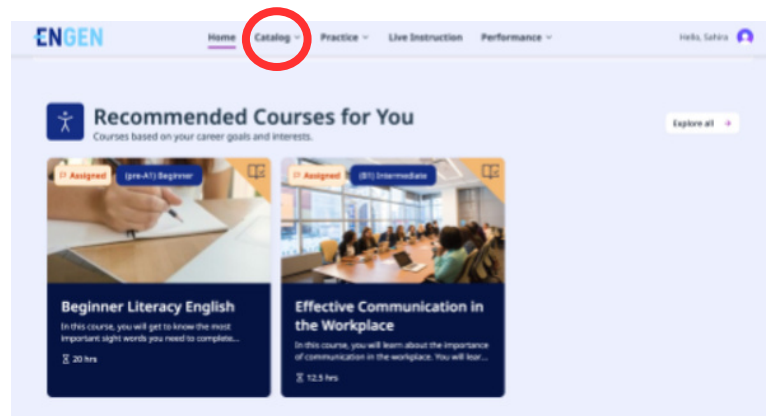 ENGEN
Home Catalog Practice Live Instruction Performance Hello, Sahira
Recommended Courses for You
Courses based on your career goals and interests.
Explore all →
Assigned (pre-A1) Beginner
Beginner Literacy English
In this course, you will get to know the most
important sight words you need to complete...
20 hrs
Assigned (B1) Intermediate
Effective Communication in
the Workplace
In this course, you will learn about the importance
of communication in the workplace. You will lear...
12.5 hrs